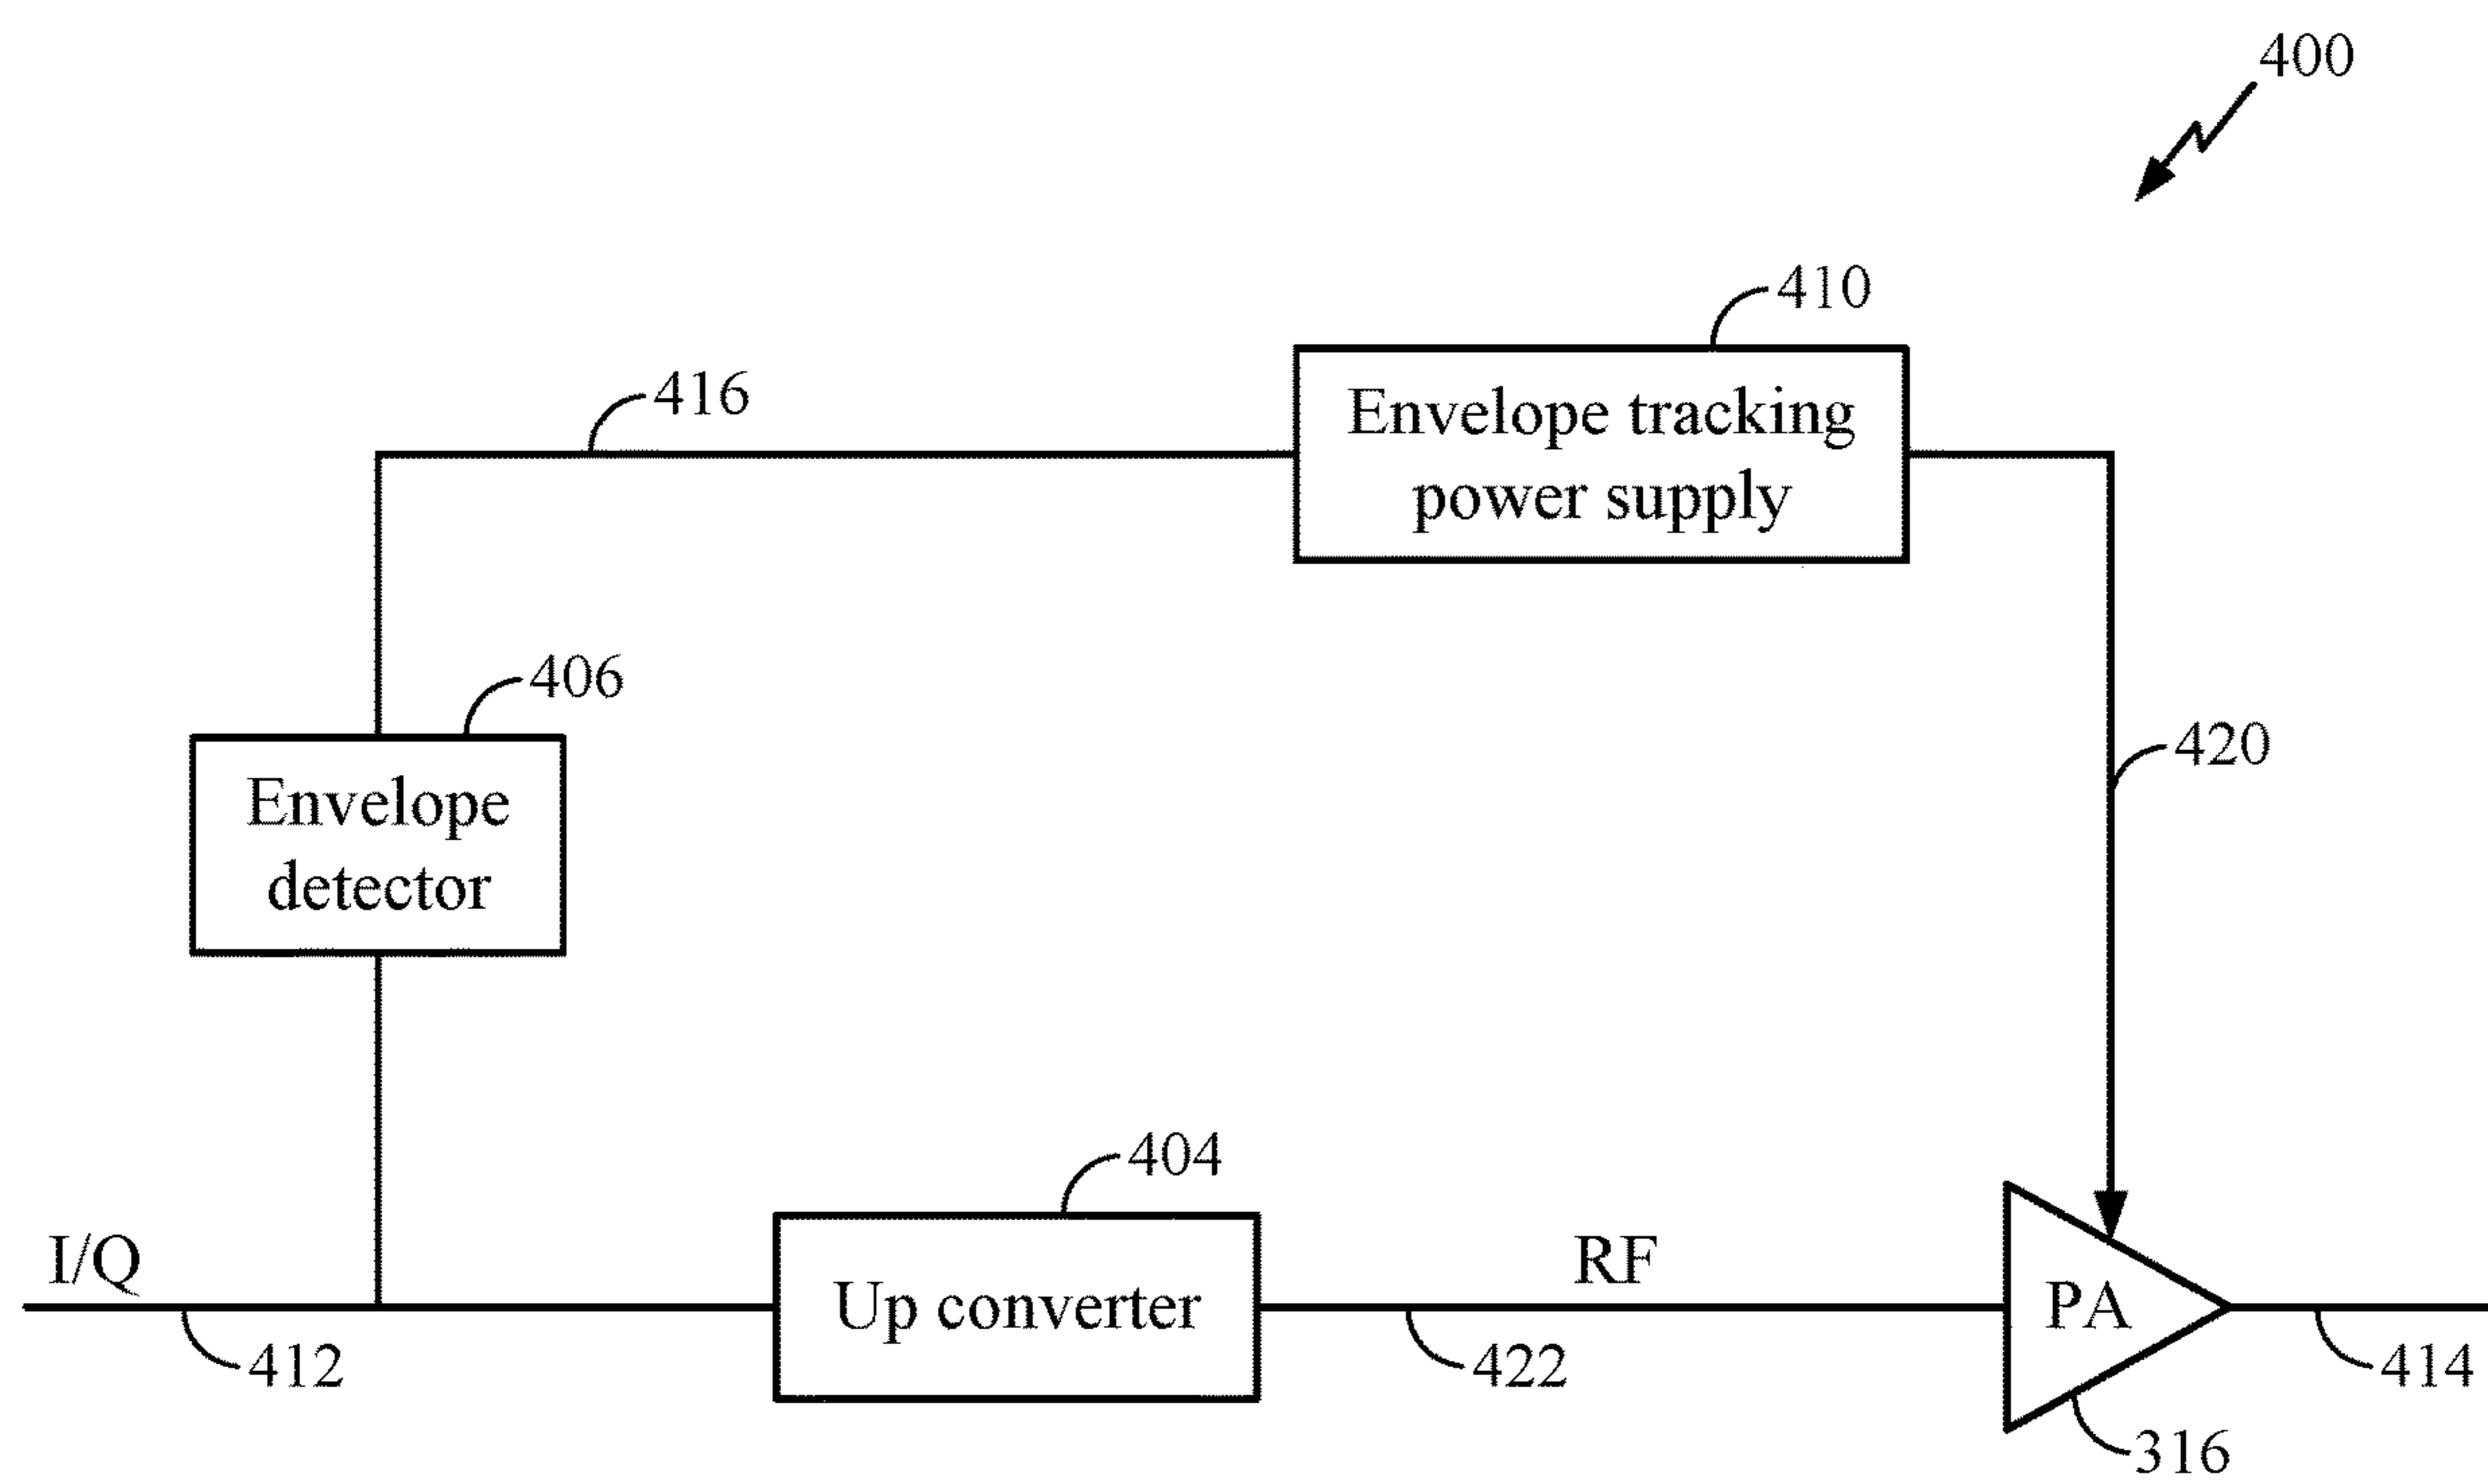 400
410
Envelope tracking
power supply
416
406
Envelope
detector
420
404
I/Q
Up converter
RF
PA
412
422
414
316